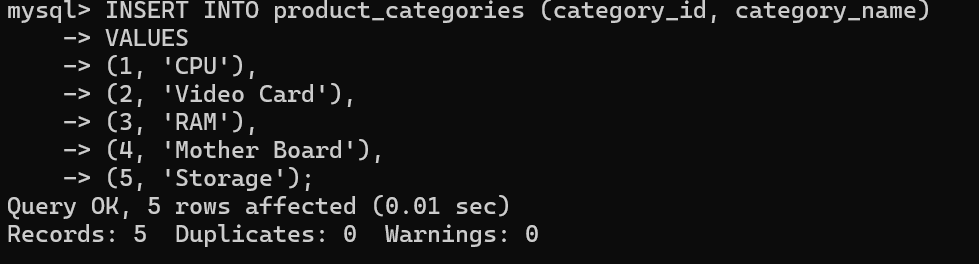 mysql> INSERT INTO product_categories (category_id, category_name)
    -> VALUES
    -> (1, 'CPU'),
    -> (2, 'Video Card'),
    -> (3, 'RAM'),
    -> (4, 'Mother Board'),
    -> (5, 'Storage');
Query OK, 5 rows affected (0.01 sec)
Records: 5  Duplicates: 0  Warnings: 0